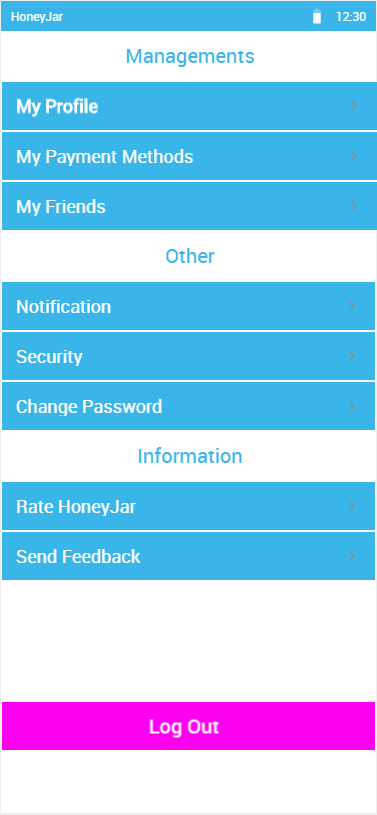 HoneyJar 12:30
Managements
My Profile
My Payment Methods
My Friends
Other
Notification
Security
Change Password
Information
Rate HoneyJar
Send Feedback
Log Out